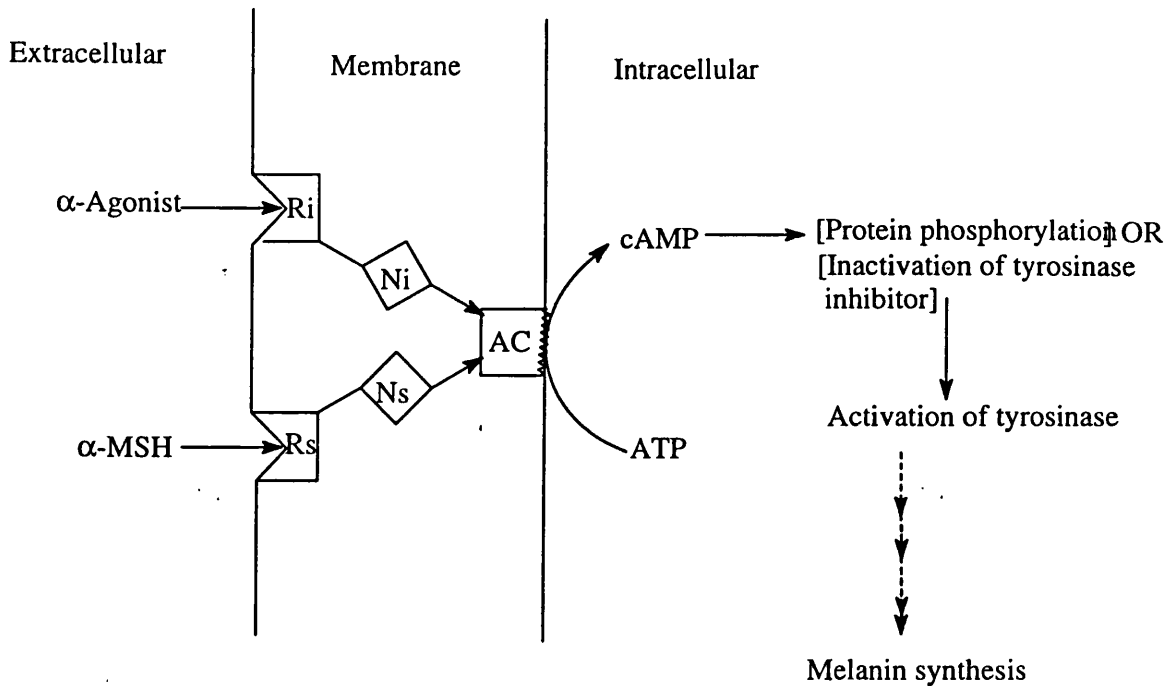 Extracellular
Membrane
Intracellular
α-Agonist
Ri
Ni
cAMP
[Protein phosphorylation] OR
[Inactivation of tyrosinase
inhibitor]
AC
Ns
Activation of tyrosinase
α-MSH
Rs
ATP
Melanin synthesis